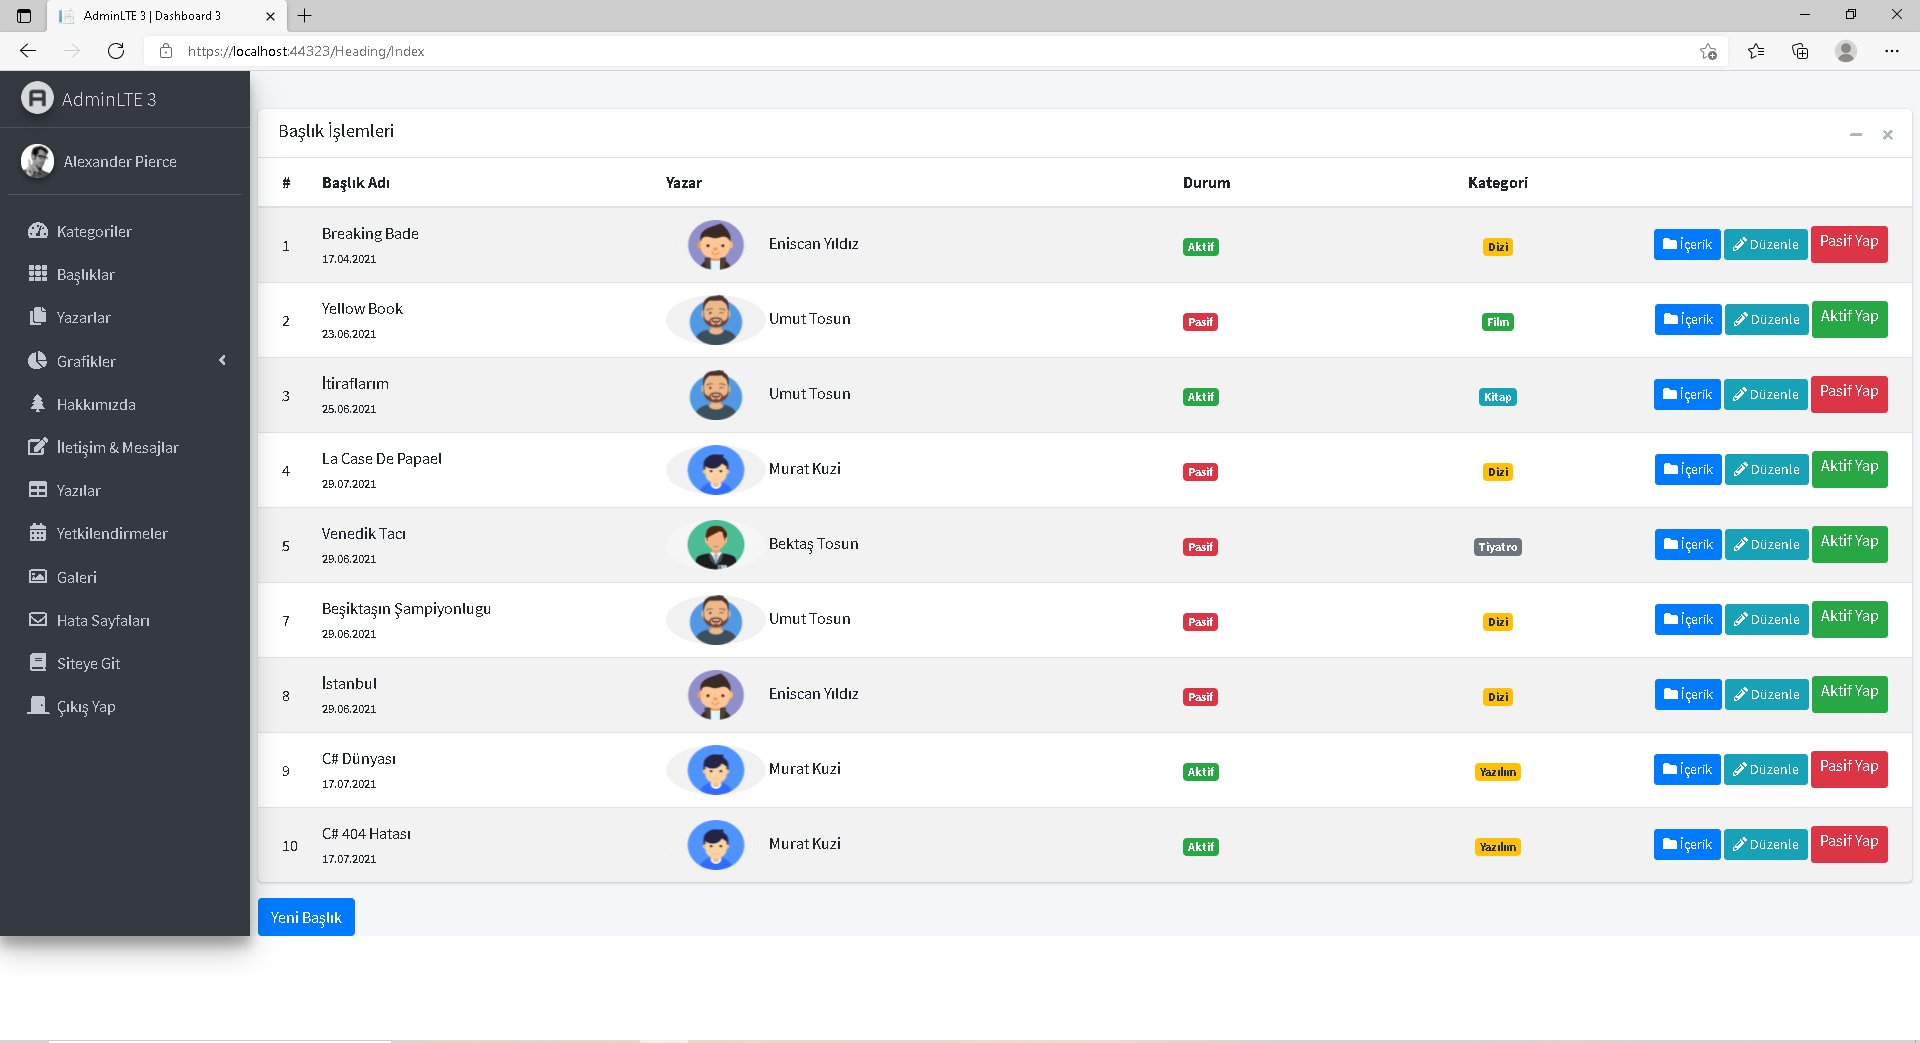 AdminLTE 3 | Dashboard 3
https://localhost:44323/Heading/Index
AdminLTE 3
Alexander Pierce
Kategoriler
Başlıklar
Yazarlar
Grafikler
Hakkımızda
İletişim & Mesajlar
Yazılar
Yetkilendirmeler
Galeri
Hata Sayfaları
Siteye Git
Çıkış Yap
Başlık İşlemleri
# Başlık Adı Yazar Durum Kategori
1 Breaking Bade Eniscan Yıldız Aktif Dizi İçerik Düzenle Pasif Yap
17.04.2021
2 Yellow Book Umut Tosun Pasif Film İçerik Düzenle Aktif Yap
23.06.2021
3 İtiraflarım Umut Tosun Aktif Kitap İçerik Düzenle Pasif Yap
25.06.2021
4 La Case De Papael Murat Kuzi Pasif Dizi İçerik Düzenle Aktif Yap
29.07.2021
5 Venedik Tacı Bektaş Tosun Pasif Tiyatro İçerik Düzenle Aktif Yap
29.06.2021
7 Beşiktaşın Şampiyonlugu Umut Tosun Pasif Dizi İçerik Düzenle Aktif Yap
29.06.2021
8 İstanbul Eniscan Yıldız Pasif Dizi İçerik Düzenle Aktif Yap
29.06.2021
9 C# Dünyası Murat Kuzi Aktif Yazılım İçerik Düzenle Pasif Yap
17.07.2021
10 C# 404 Hatası Murat Kuzi Aktif Yazılım İçerik Düzenle Pasif Yap
17.07.2021
Yeni Başlık